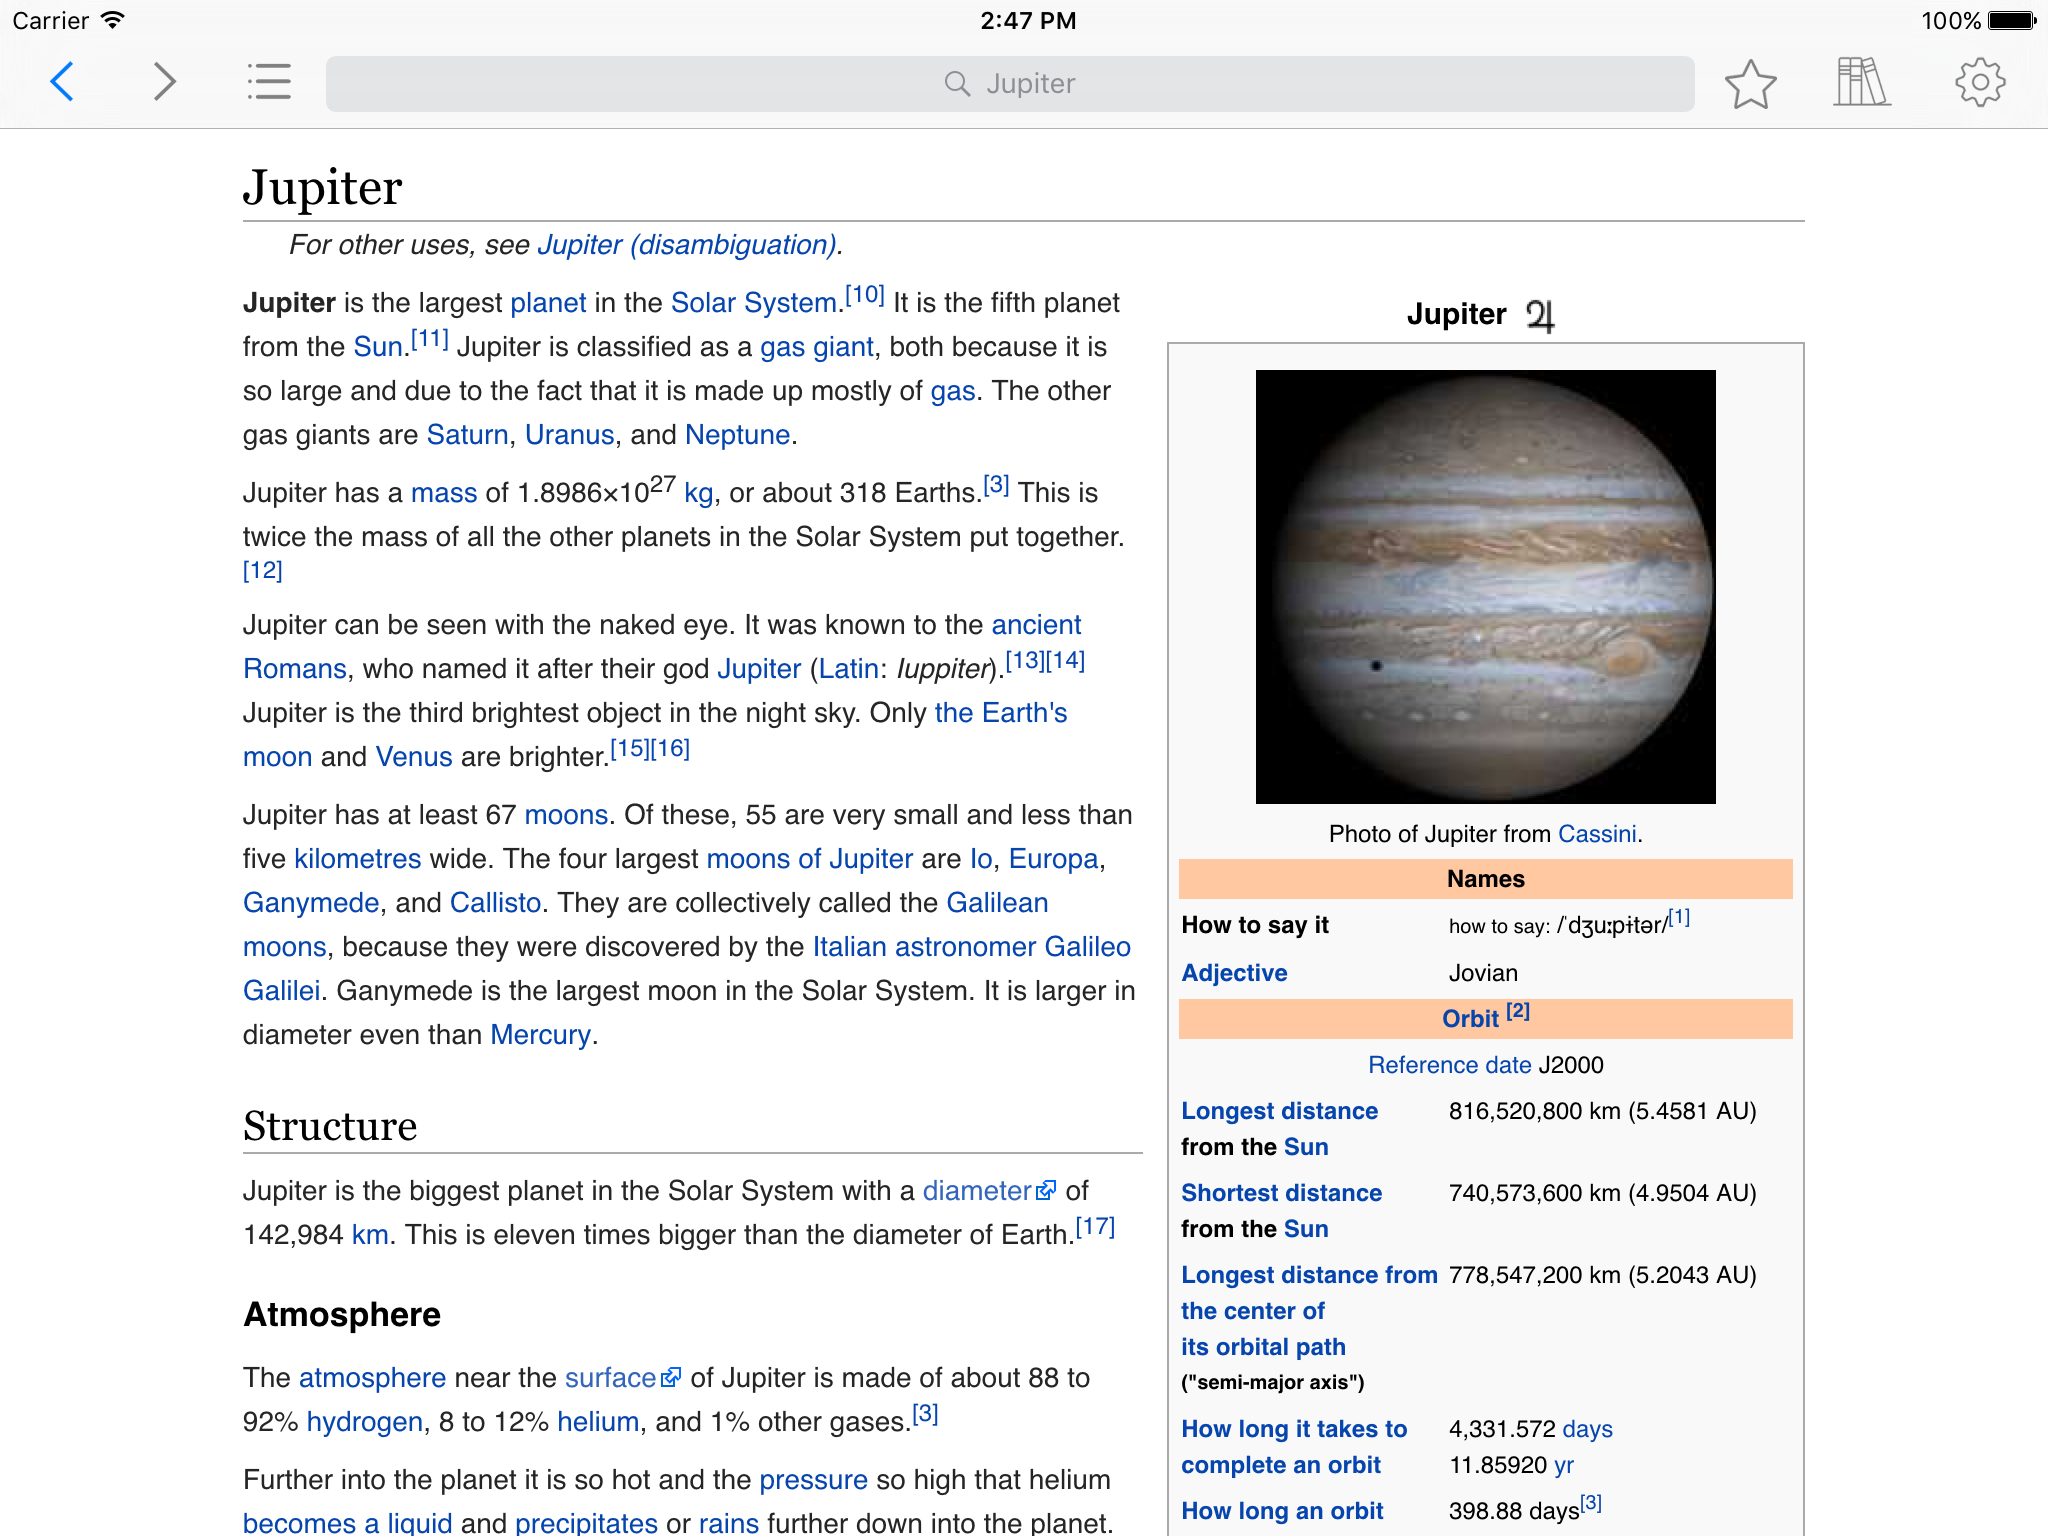 Carrier
2:47 PM
100%
Jupiter
Jupiter
For other uses, see Jupiter (disambiguation).
Jupiter is the largest planet in the Solar System.[10] It is the fifth planet
from the Sun.[11] Jupiter is classified as a gas giant, both because it is
so large and due to the fact that it is made up mostly of gas. The other
gas giants are Saturn, Uranus, and Neptune.
Jupiter has a mass of 1.8986×10²⁷ kg, or about 318 Earths.[3] This is
twice the mass of all the other planets in the Solar System put together.
[12]
Jupiter can be seen with the naked eye. It was known to the ancient
Romans, who named it after their god Jupiter (Latin: Iuppiter).[13][14]
Jupiter is the third brightest object in the night sky. Only the Earth's
moon and Venus are brighter.[15][16]
Jupiter has at least 67 moons. Of these, 55 are very small and less than
five kilometres wide. The four largest moons of Jupiter are Io, Europa,
Ganymede, and Callisto. They are collectively called the Galilean
moons, because they were discovered by the Italian astronomer Galileo
Galilei. Ganymede is the largest moon in the Solar System. It is larger in
diameter even than Mercury.
Structure
Jupiter is the biggest planet in the Solar System with a diameter of
142,984 km. This is eleven times bigger than the diameter of Earth.[17]
Atmosphere
The atmosphere near the surface of Jupiter is made of about 88 to
92% hydrogen, 8 to 12% helium, and 1% other gases.[3]
Further into the planet it is so hot and the pressure so high that helium
becomes a liquid and precipitates or rains further down into the planet.
Jupiter ♃
Photo of Jupiter from Cassini.
Names
How to say it how to say: /ˈdʒuːpɨtər/[1]
Adjective Jovian
Orbit [2]
Reference date J2000
Longest distance 816,520,800 km (5.4581 AU)
from the Sun
Shortest distance 740,573,600 km (4.9504 AU)
from the Sun
Longest distance from 778,547,200 km (5.2043 AU)
the center of
its orbital path
("semi-major axis")
How long it takes to 4,331.572 days
complete an orbit 11.85920 yr
How long an orbit 398.88 days[3]